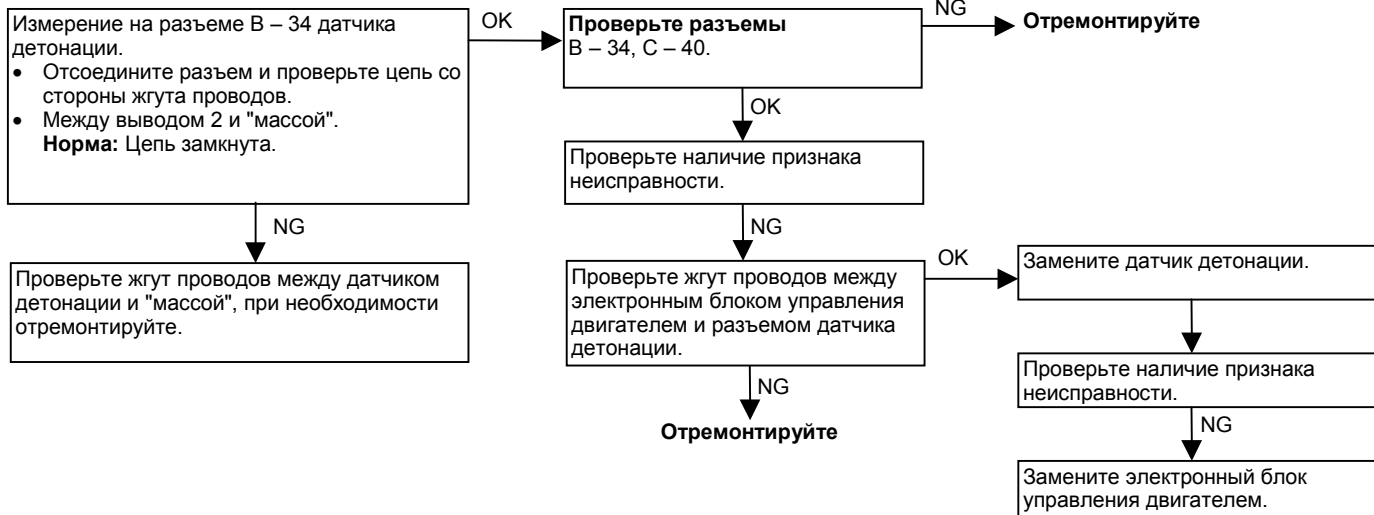 Измерение на разъеме B – 34 датчика
детонации.
• Отсоедините разъем и проверьте цепь со
стороны жгута проводов.
• Между выводом 2 и "массой".
Норма: Цепь замкнута.
OK
Проверьте разъемы
B – 34, C – 40.
NG
Отремонтируйте
OK
Проверьте наличие признака
неисправности.
NG
NG
Проверьте жгут проводов между датчиком
детонации и "массой", при необходимости
отремонтируйте.
Проверьте жгут проводов между
электронным блоком управления
двигателем и разъемом датчика
детонации.
OK
Замените датчик детонации.
NG
Отремонтируйте
Проверьте наличие признака
неисправности.
NG
Замените электронный блок
управления двигателем.